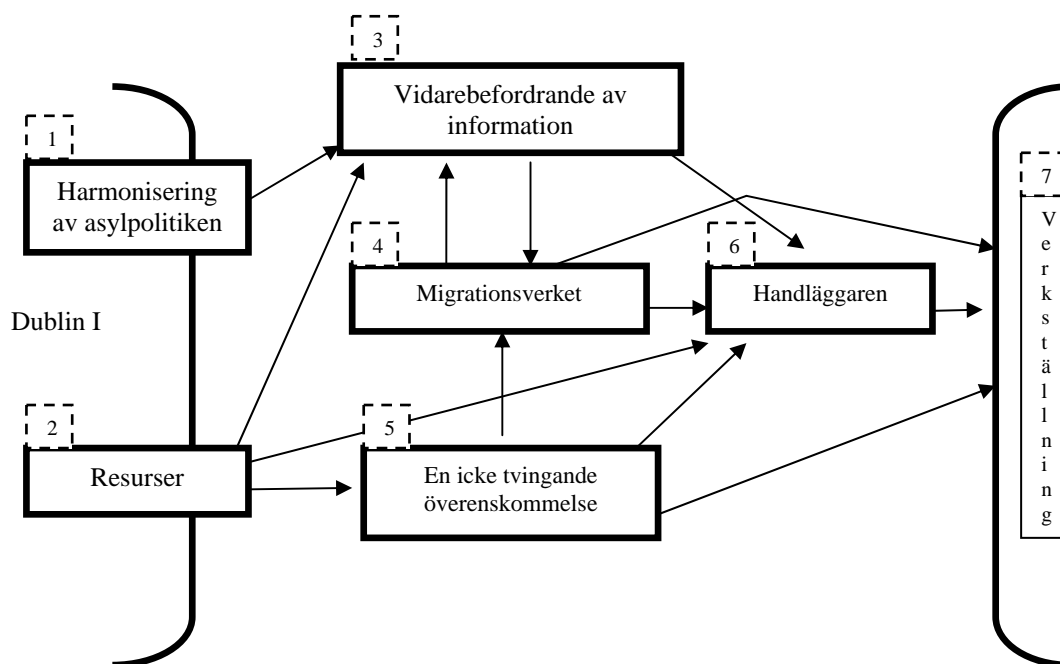 3
Vidarebefordrande av
information
1
Harmonisering
av asylpolitiken
4
Migrationsverket
6
Handläggaren
7
V
e
r
k
s
t
ä
l
l
l
n
i
n
g
Dublin I
2
Resurser
5
En icke tvingande
överenskommelse